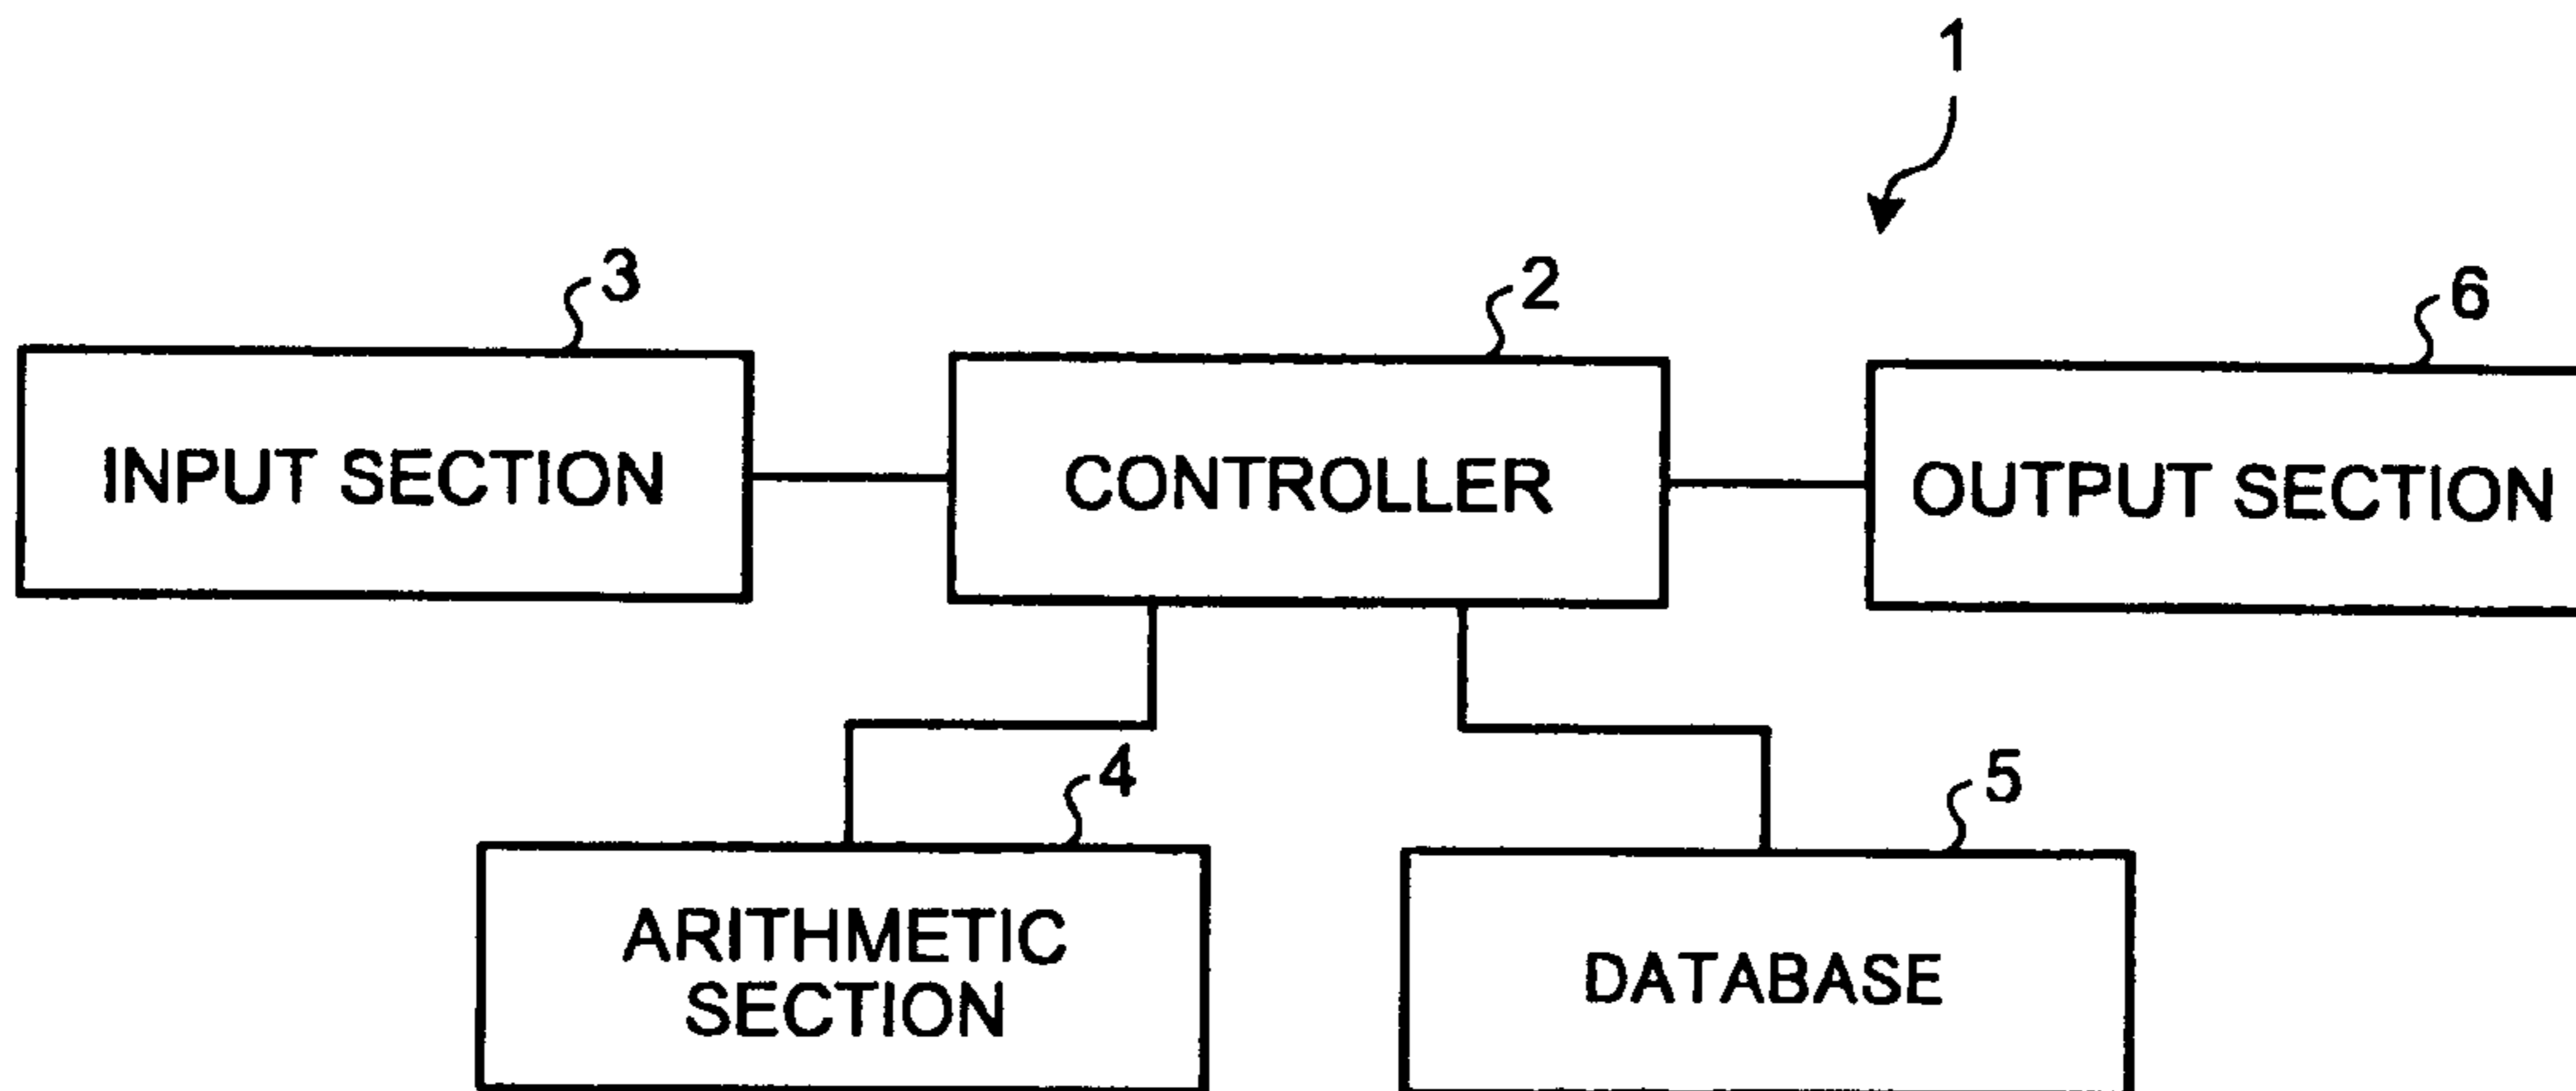 1
3
2
6
INPUT SECTION
CONTROLLER
OUTPUT SECTION
4
5
ARITHMETIC
SECTION
DATABASE